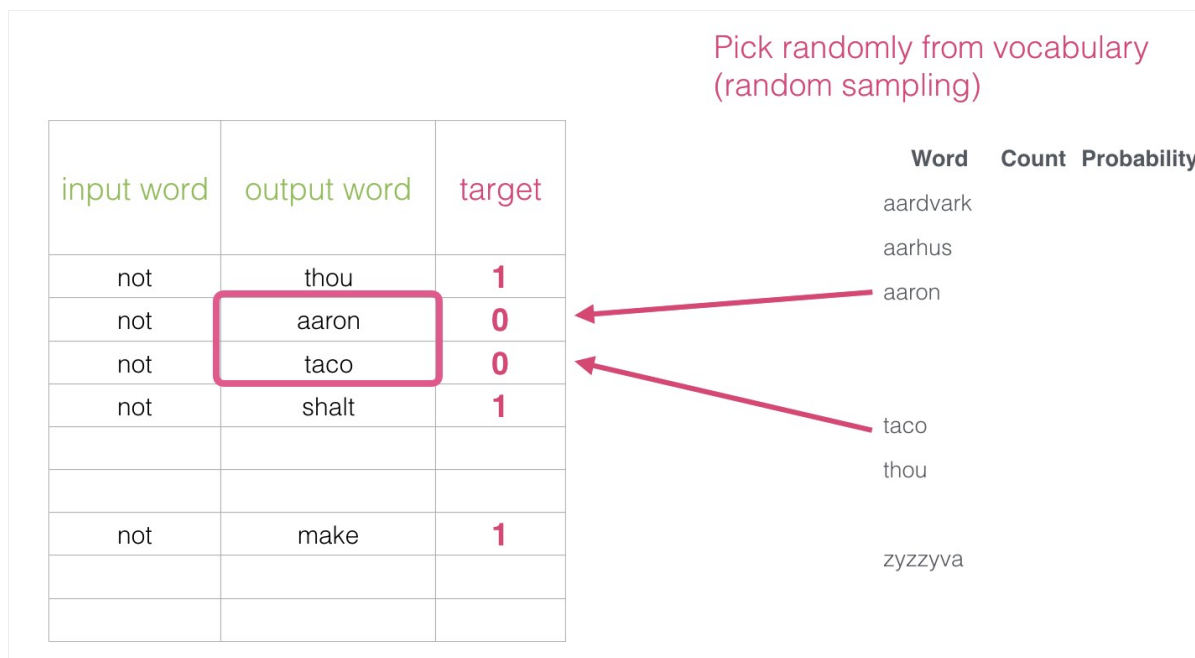 Pick randomly from vocabulary
(random sampling)
input word output word target
not thou 1
not aaron 0
not taco 0
not shalt 1
not make 1
Word Count Probability
aardvark
aarhus
aaron
taco
thou
zyzzyva